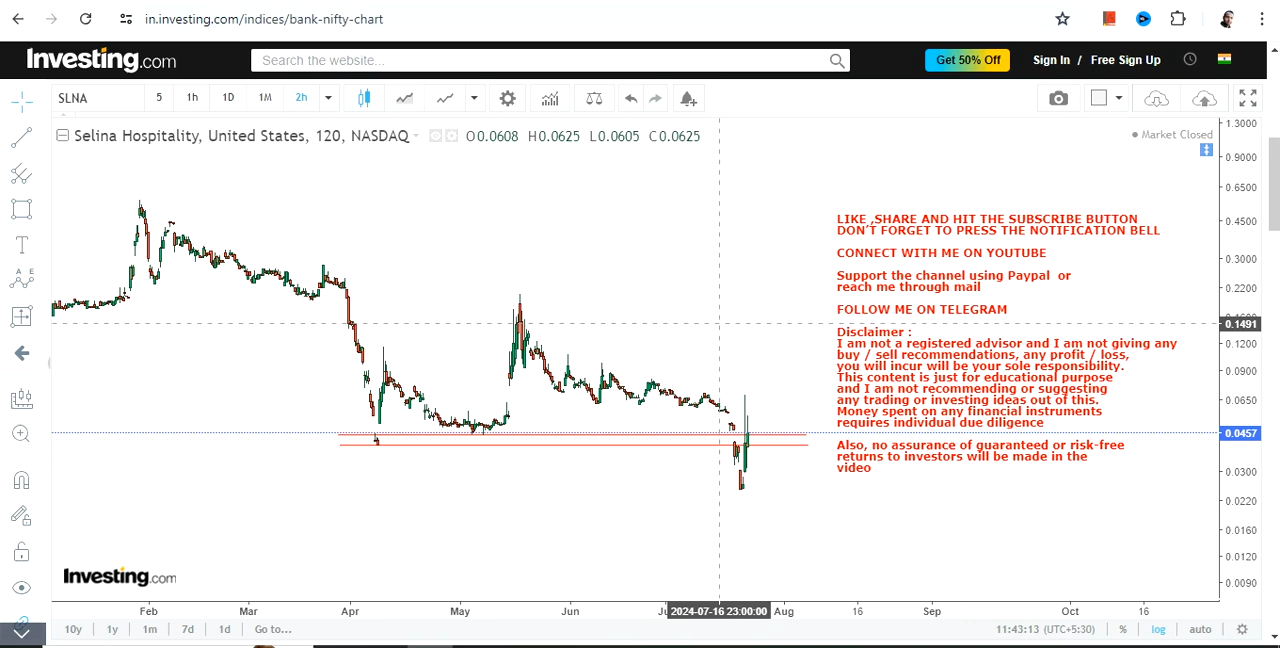 in.investing.com/indices/bank-nifty-chart
Investing.com
Search the website...
Get 50% Off
Sign In / Free Sign Up
SLNA 5 1h 1D 1M 2h
Selina Hospitality, United States, 120, NASDAQ O0.0608 H0.0625 L0.0605 C0.0625
Market Closed
1.3000
0.9000
0.6500
0.4500
0.3000
0.2200
0.1491
0.1200
0.0900
0.0650
0.0457
0.0300
0.0220
0.0160
0.0120
0.0090
LIKE ,SHARE AND HIT THE SUBSCRIBE BUTTON
DON'T FORGET TO PRESS THE NOTIFICATION BELL
CONNECT WITH ME ON YOUTUBE
Support the channel using Paypal or
reach me through mail
FOLLOW ME ON TELEGRAM
Disclaimer :
I am not a registered advisor and I am not giving any
buy / sell recommendations, any profit / loss,
you will incur will be your sole responsibility.
This content is just for educational purpose
and I am not recommending or suggesting
any trading or investing ideas out of this.
Money spent on any financial instruments
requires individual due diligence
Also, no assurance of guaranteed or risk-free
returns to investors will be made in the
video
Investing.com
Feb Mar Apr May Jun 2024-07-16 23:00:00 Aug 16 Sep Oct 16
10y 1y 1m 7d 1d Go to... 11:43:13 (UTC+5:30) % log auto